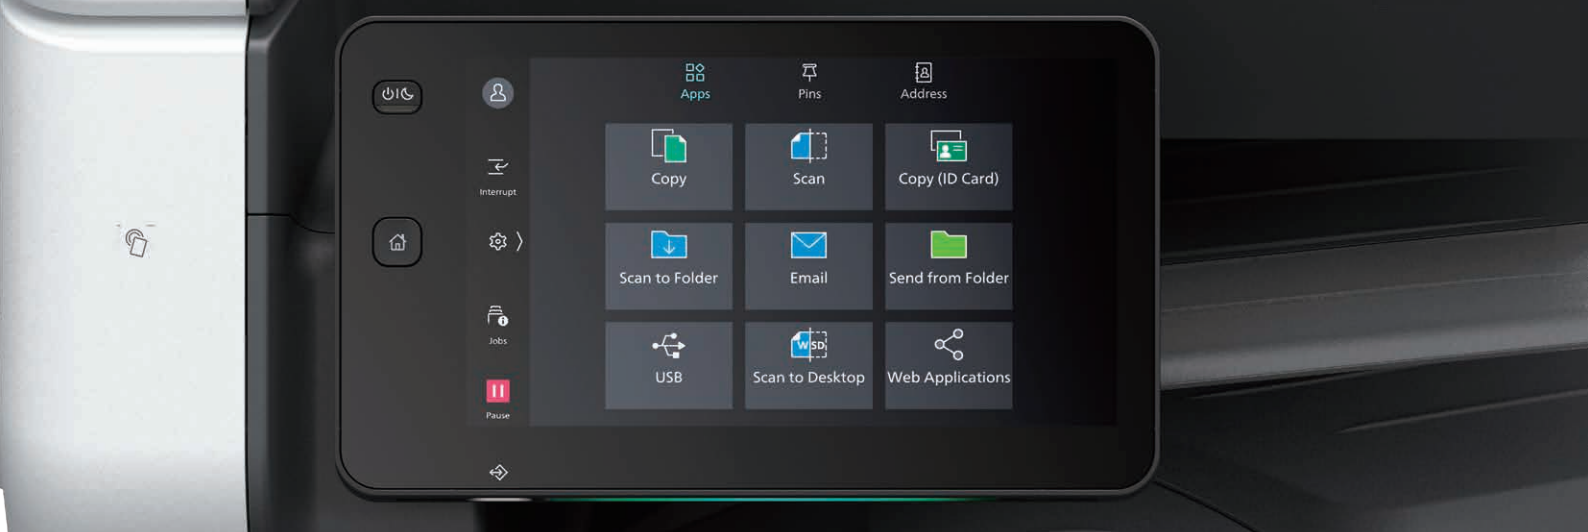 Apps
Pins
Address
Interrupt
Copy
Scan
Copy (ID Card)
Scan to Folder
Email
Send from Folder
Jobs
USB
WSD
Scan to Desktop
Web Applications
Pause